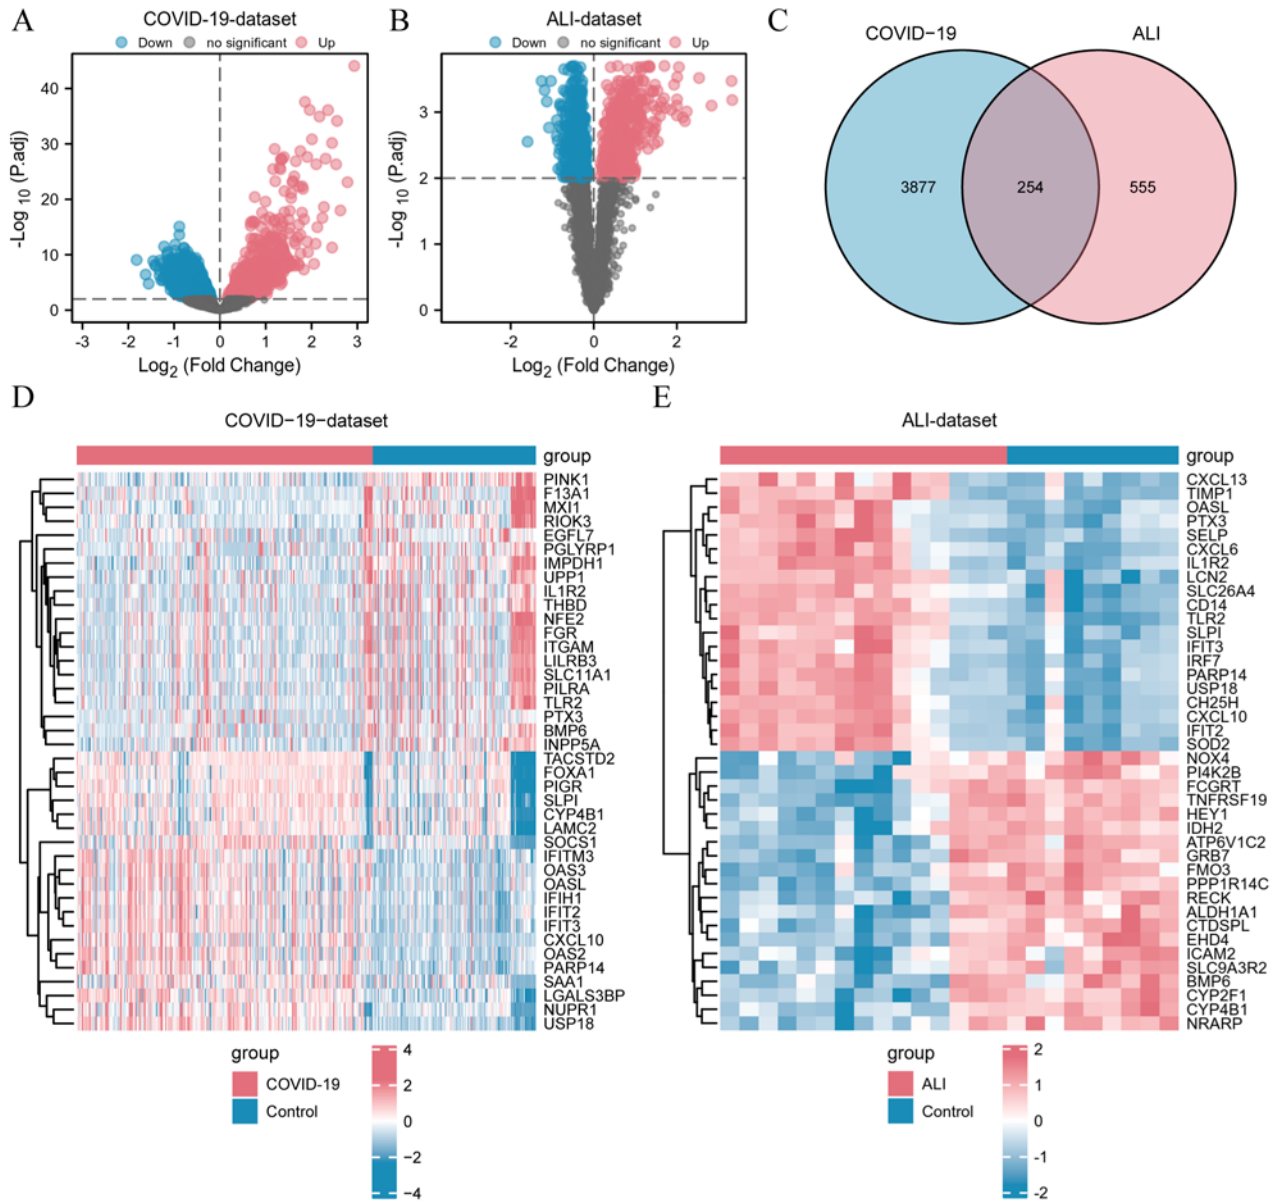 A
COVID-19-dataset
Down no significant Up
40
30
20
10
0
-3 -2 -1 0 1 2 3
-Log 10 (P.adj)
Log2 (Fold Change)
B
ALI-dataset
Down no significant Up
3
2
1
0
-2 0 2
-Log 10 (P.adj)
Log2 (Fold Change)
C
COVID−19 ALI
3877 254 555
D
COVID−19−dataset
group
PINK1
F13A1
MXI1
RIOK3
EGFL7
PGLYRP1
IMPDH1
UPP1
IL1R2
THBD
NFE2
FGR
ITGAM
LILRB3
SLC11A1
PILRA
TLR2
PTX3
BMP6
INPP5A
TACSTD2
FOXA1
PIGR
SLPI
CYP4B1
LAMC2
SOCS1
IFITM3
OAS3
OASL
IFIH1
IFIT2
IFIT3
CXCL10
OAS2
PARP14
SAA1
LGALS3BP
NUPR1
USP18
group
COVID-19
Control
4
2
0
−2
−4
E
ALI-dataset
group
CXCL13
TIMP1
OASL
PTX3
SELP
CXCL6
IL1R2
LCN2
SLC26A4
CD14
TLR2
SLPI
IFIT3
IRF7
PARP14
USP18
CH25H
CXCL10
IFIT2
SOD2
NOX4
PI4K2B
FCGRT
TNFRSF19
HEY1
IDH2
ATP6V1C2
GRB7
FMO3
PPP1R14C
RECK
ALDH1A1
CTDSPL
EHD4
ICAM2
SLC9A3R2
BMP6
CYP2F1
CYP4B1
NRARP
group
ALI
Control
2
1
0
-1
-2